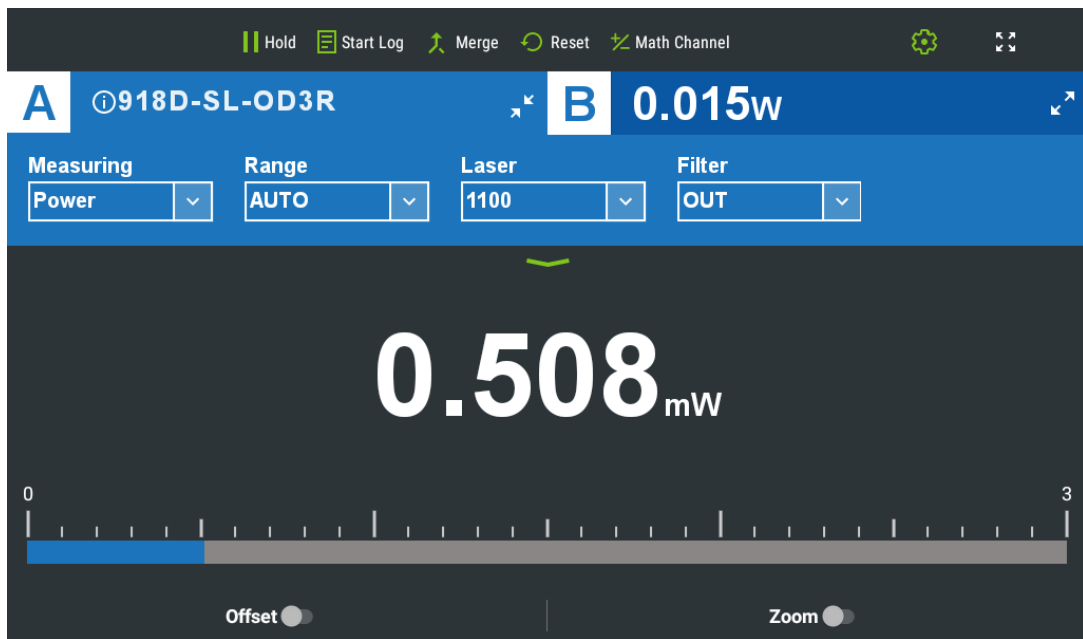 Hold Start Log Merge Reset Math Channel
A 918D-SL-OD3R B 0.015W
Measuring Range Laser Filter
Power AUTO 1100 OUT
0.508mW
0 3
Offset Zoom